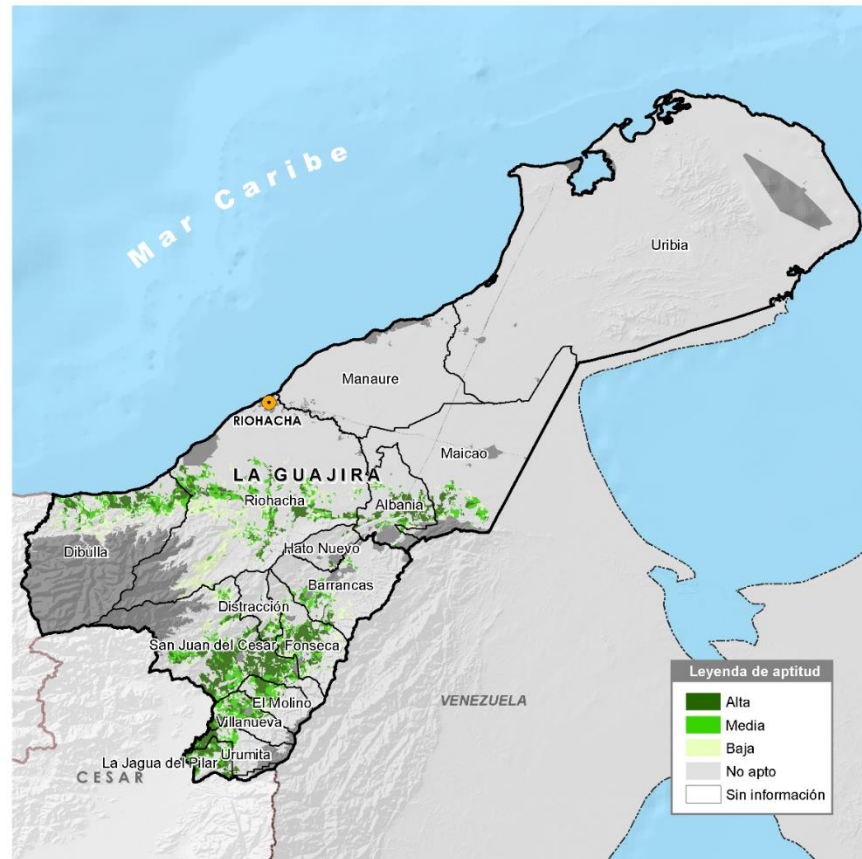 Mar Caribe
Uribia
Manaure
RIOHACHA
Maicao
LA GUAJIRA
Riohacha
Albania
Dibulla
Hato Nuevo
Barrancas
Distracción
San Juan del Cesar
Fonseca
El Molino
Villanueva
Urumita
La Jagua del Pilar
CESAR
VENEZUELA
Leyenda de aptitud
Alta
Media
Baja
No apto
Sin información